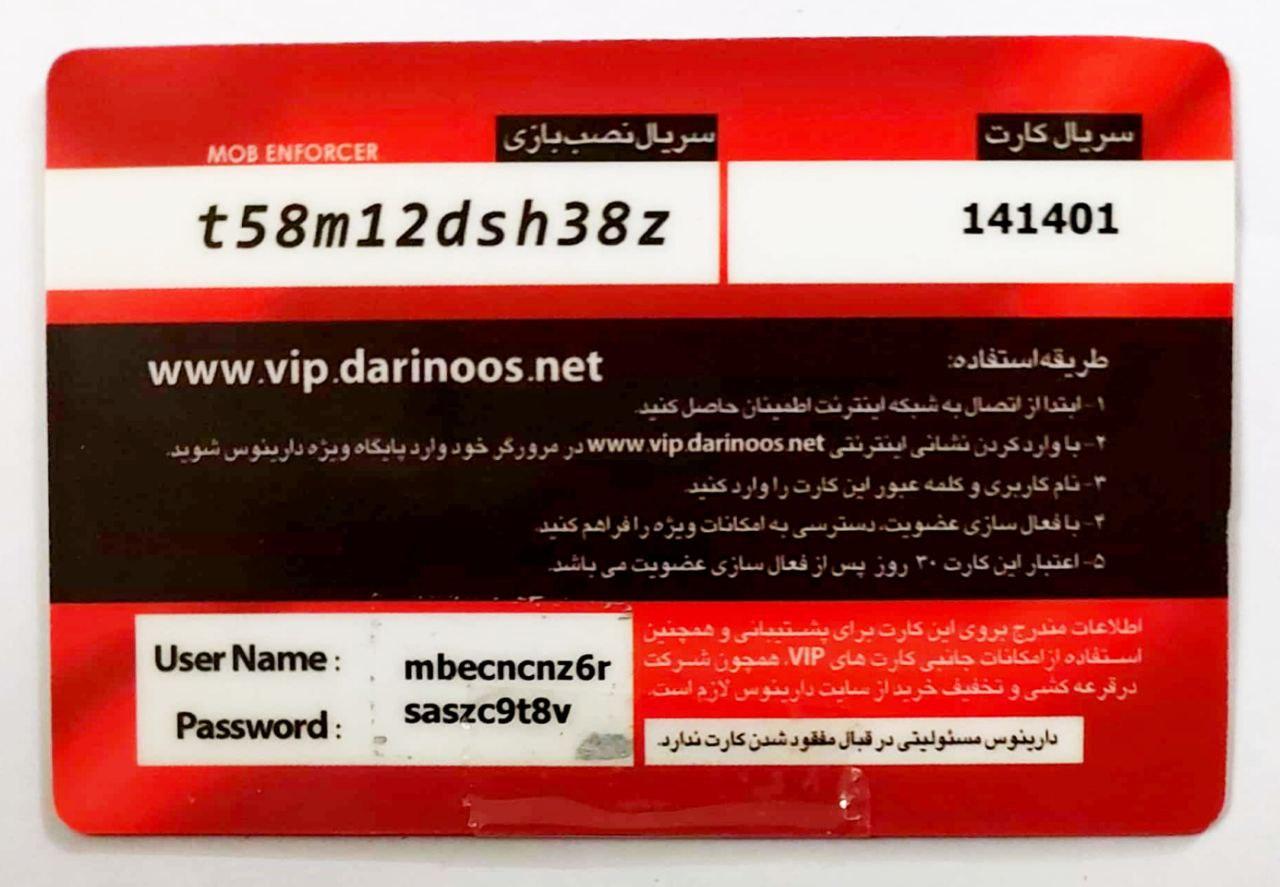 سریال کارت
سریال نصب بازی
MOB ENFORCER
141401
t58m12dsh38z
www.vip.darinoos.net
طریقه استفاده:
۱- ابتدا از اتصال به شبکه اینترنت اطمینان حاصل کنید.
۲- با وارد کردن نشانی اینترنتی www.vip.darinoos.net در مرورگر خود وارد پایگاه ویژه دارینوس شوید.
۳- نام کاربری و کلمه عبور این کارت را وارد کنید.
۴- با فعال سازی عضویت، دسترسی به امکانات ویژه را فراهم کنید.
۵- اعتبار این کارت ۳۰ روز پس از فعال سازی عضویت می باشد.
اطلاعات مندرج بروی این کارت برای پشتیبانی و همچنین
استفاده از امکانات جانبی کارت های VIP، همچون شرکت
در قرعه کشی و تخفیف خرید از سایت دارینوس لازم است.
دارینوس مسئولیتی در قبال مفقود شدن کارت ندارد.
User Name : mbecncnz6r
Password : saszc9t8v